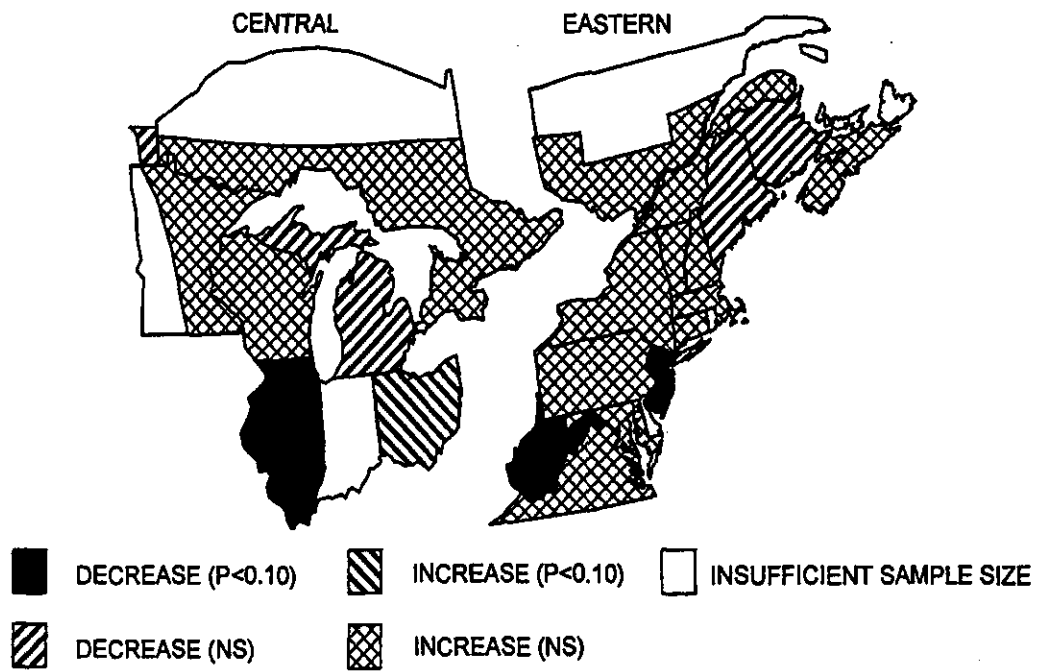 CENTRAL EASTERN
DECREASE (P<0.10) INCREASE (P<0.10) INSUFFICIENT SAMPLE SIZE
DECREASE (NS) INCREASE (NS)